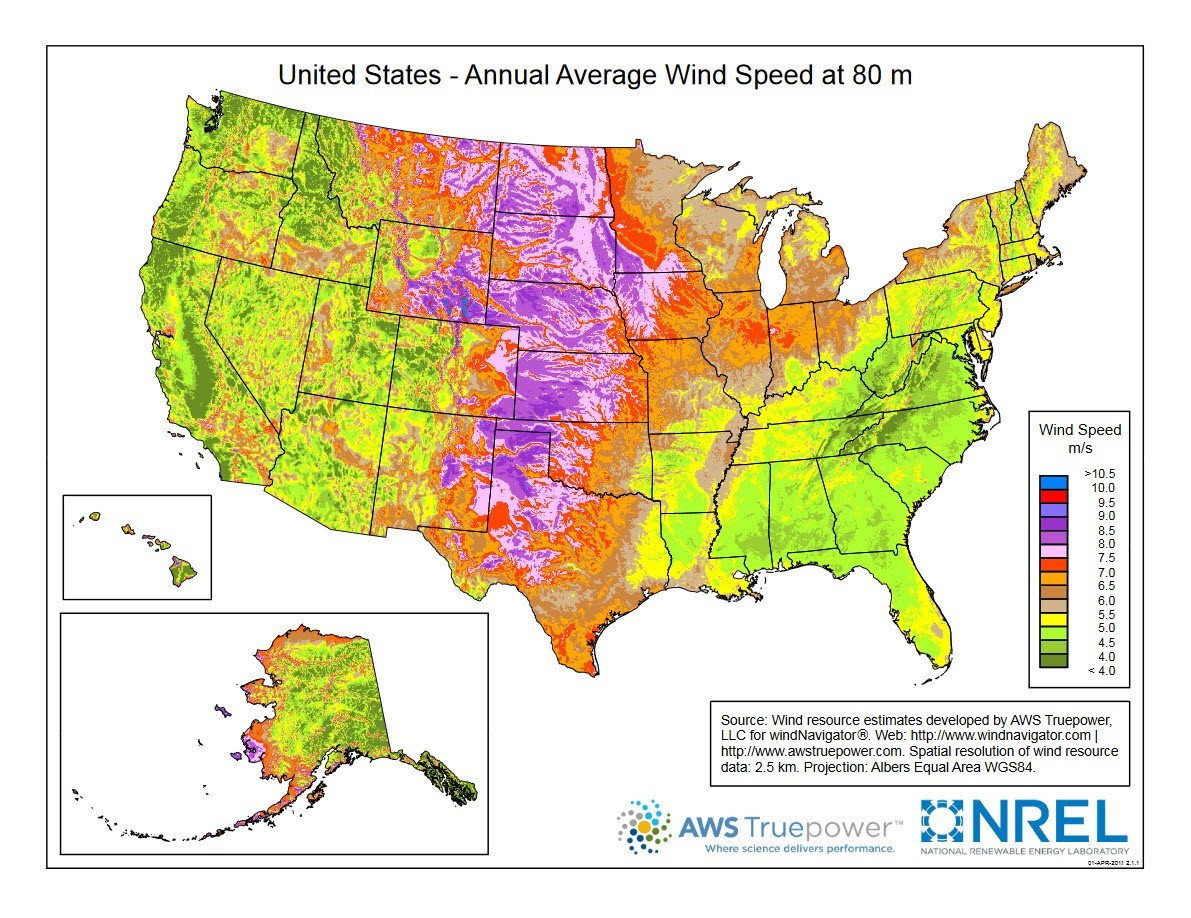 United States - Annual Average Wind Speed at 80 m
Wind Speed
m/s
>10.5
10.0
9.5
9.0
8.5
8.0
7.5
7.0
6.5
6.0
5.5
5.0
4.5
4.0
< 4.0
Source: Wind resource estimates developed by AWS Truepower,
LLC for windNavigator®. Web: http://www.windnavigator.com |
http://www.awstruepower.com. Spatial resolution of wind resource
data: 2.5 km. Projection: Albers Equal Area WGS84.
AWS Truepower™
Where science delivers performance.
NREL
NATIONAL RENEWABLE ENERGY LABORATORY
01-APR-2011 2.1.1